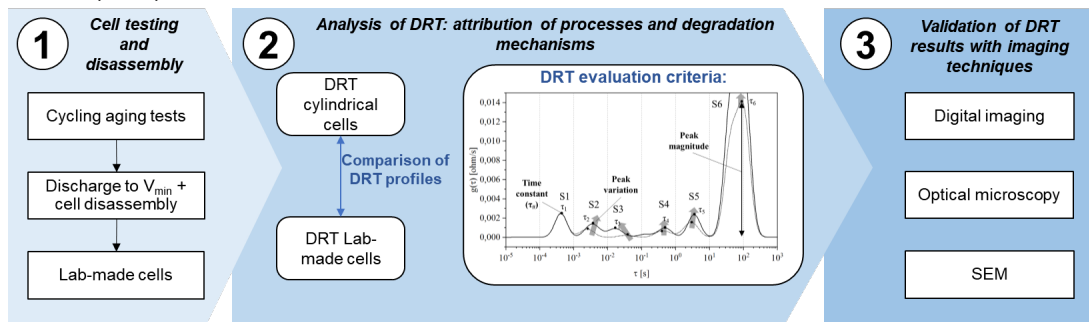 1
Cell testing
and
disassembly
Cycling aging tests
Discharge to Vmin +
cell disassembly
Lab-made cells
2
Analysis of DRT: attribution of processes and degradation
mechanisms
DRT
cylindrical
cells
Comparison of
DRT profiles
DRT Lab-
made cells
DRT evaluation criteria:
0,014
0,012
0,010
0,008
0,006
0,004
0,002
0,000
g(τ) [ohm/s]
Time
constant
(τn)
S1
τ1
S2
τ2
Peak
variation
S3
S4
S5
τ5
S6
τ6
Peak
magnitude
10-5
10-4
10-3
10-2
10-1
100
101
102
103
τ [s]
3
Validation of DRT
results with imaging
techniques
Digital imaging
Optical microscopy
SEM